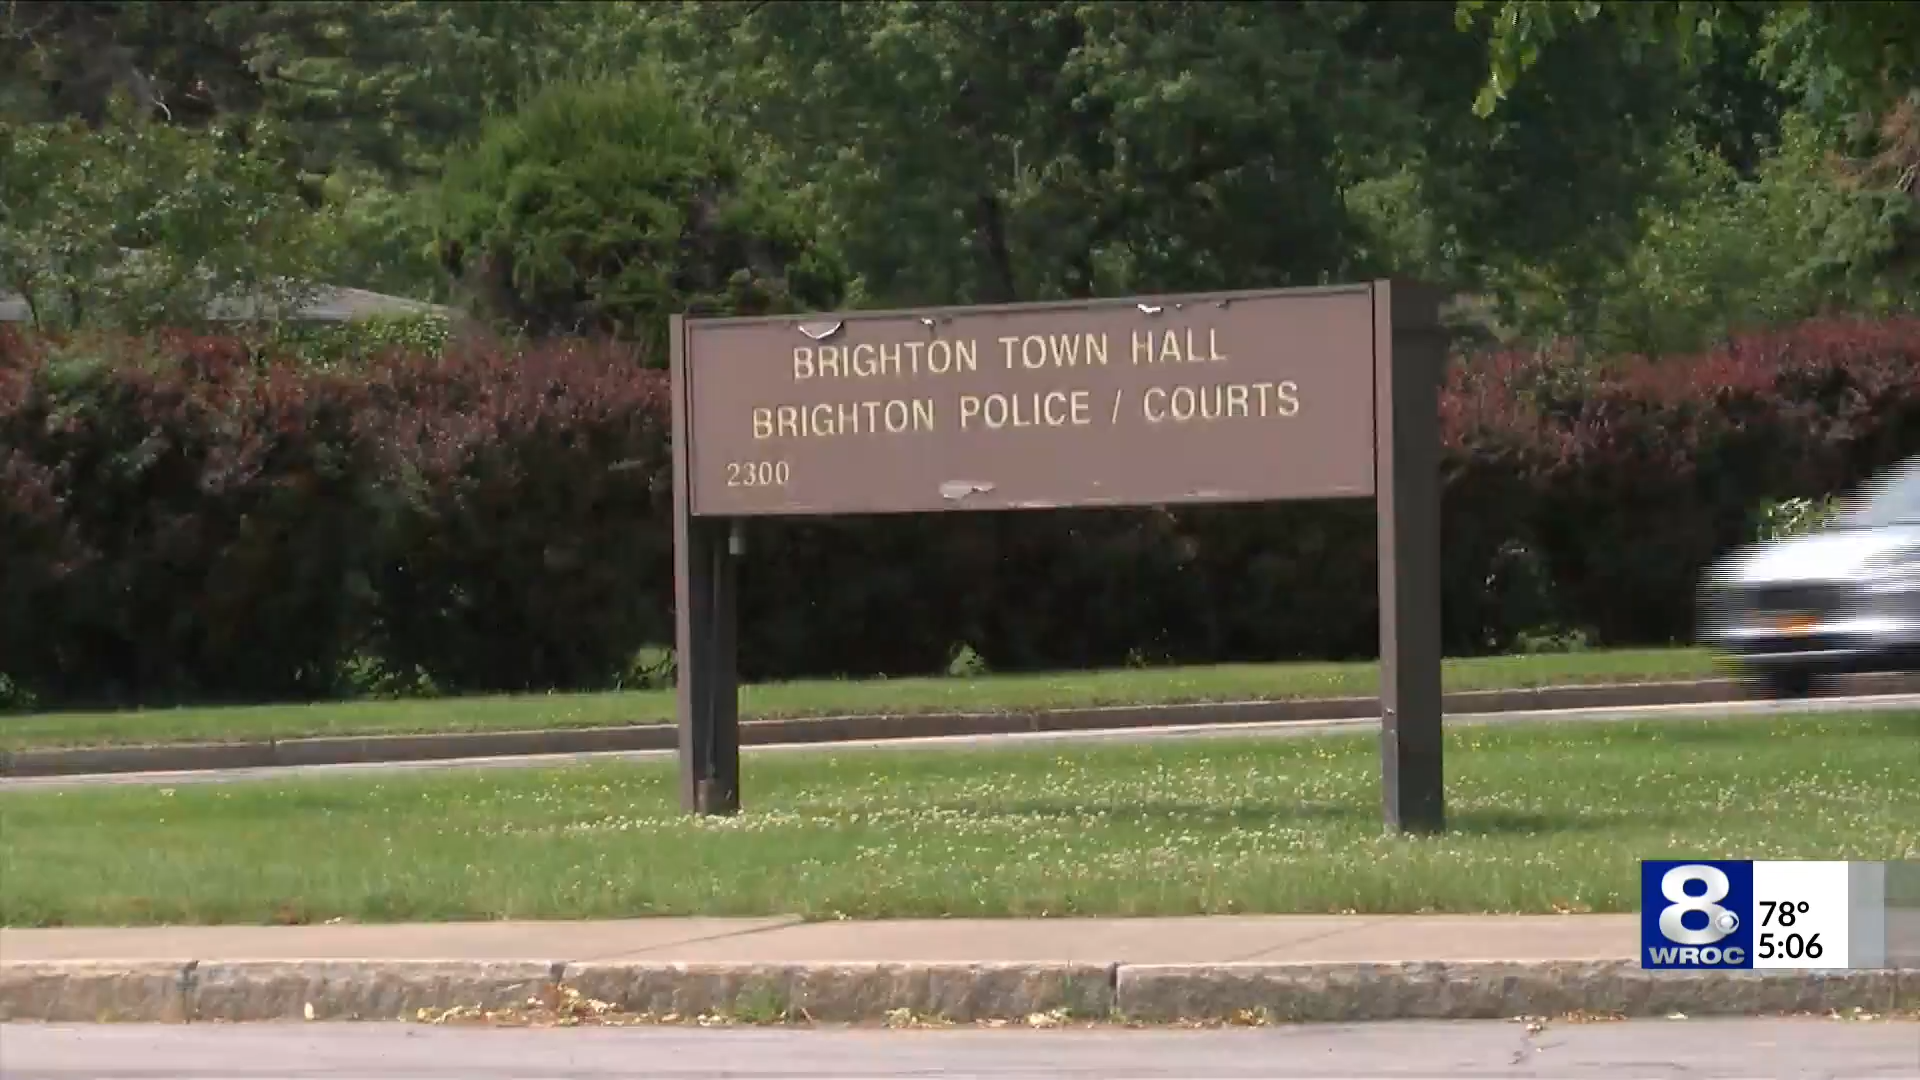 BRIGHTON TOWN HALL
BRIGHTON POLICE / COURTS
2300
8
WROC
78°
5:06